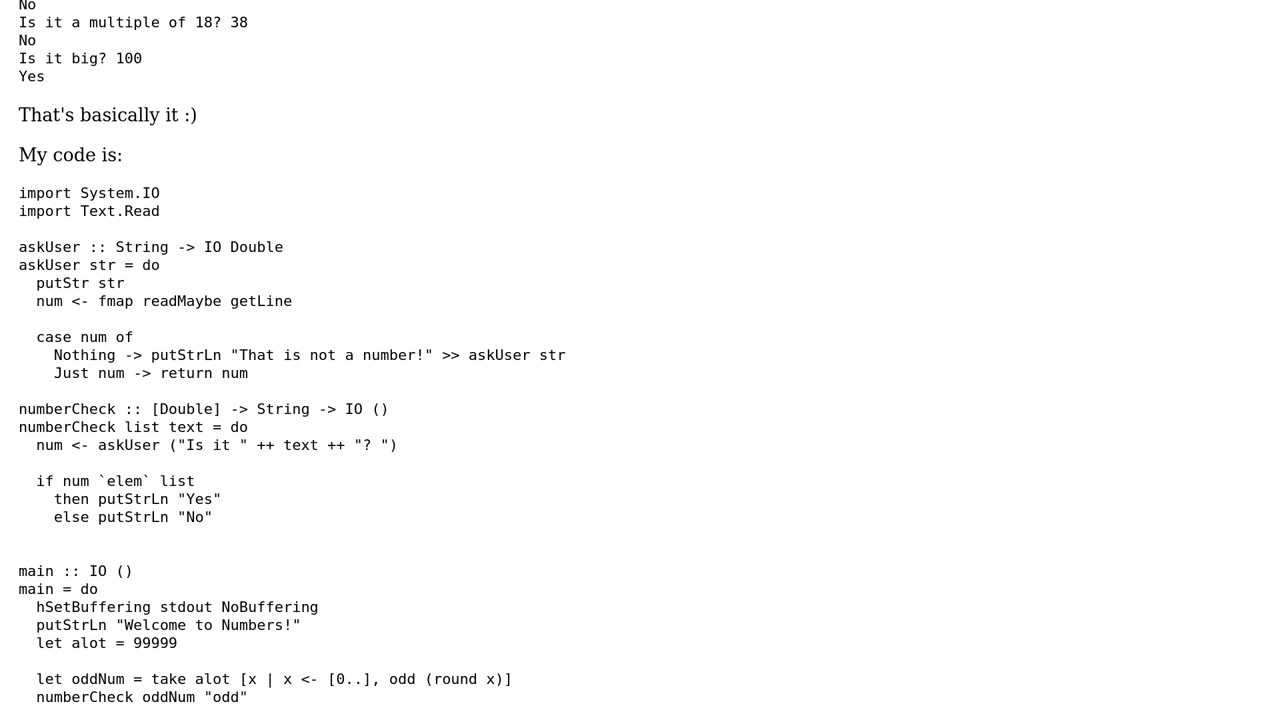 No
Is it a multiple of 18? 38
No
Is it big? 100
Yes
That's basically it :)
My code is:
import System.IO
import Text.Read
askUser :: String -> IO Double
askUser str = do
  putStr str
  num <- fmap readMaybe getLine
  case num of
    Nothing -> putStrLn "That is not a number!" >> askUser str
    Just num -> return num
numberCheck :: [Double] -> String -> IO ()
numberCheck list text = do
  num <- askUser ("Is it " ++ text ++ "? ")
  if num `elem` list
    then putStrLn "Yes"
    else putStrLn "No"
main :: IO ()
main = do
  hSetBuffering stdout NoBuffering
  putStrLn "Welcome to Numbers!"
  let alot = 99999
  let oddNum = take alot [x | x <- [0..], odd (round x)]
  numberCheck oddNum "odd"